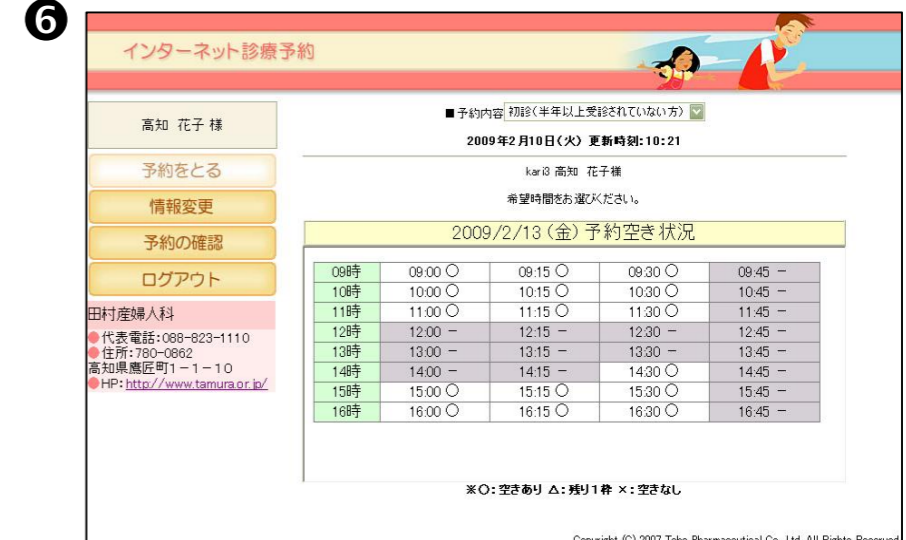 ❻
インターネット診療予約
高知 花子 様
予約をとる
情報変更
予約の確認
ログアウト
田村産婦人科
●代表電話:088-823-1110
●住所:780-0862
高知県鷹匠町1-1-10
●HP:http://www.tamura.or.jp/
■予約内容 初診(半年以上受診されていない方)
2009年2月10日(火) 更新時刻:10:21
kari3 高知 花子様
希望時間をお選びください。
2009/2/13(金)予約空き状況
09時 09:00 ○ 09:15 ○ 09:30 ○ 09:45 −
10時 10:00 ○ 10:15 ○ 10:30 ○ 10:45 −
11時 11:00 ○ 11:15 ○ 11:30 ○ 11:45 −
12時 12:00 − 12:15 − 12:30 − 12:45 −
13時 13:00 − 13:15 − 13:30 − 13:45 −
14時 14:00 − 14:15 − 14:30 ○ 14:45 −
15時 15:00 ○ 15:15 ○ 15:30 ○ 15:45 −
16時 16:00 ○ 16:15 ○ 16:30 ○ 16:45 −
※○:空きあり △:残り1枠 ×:空きなし
Copyright (C) 2007 Toho Pharmaceutical Co., Ltd. All Rights Reserved